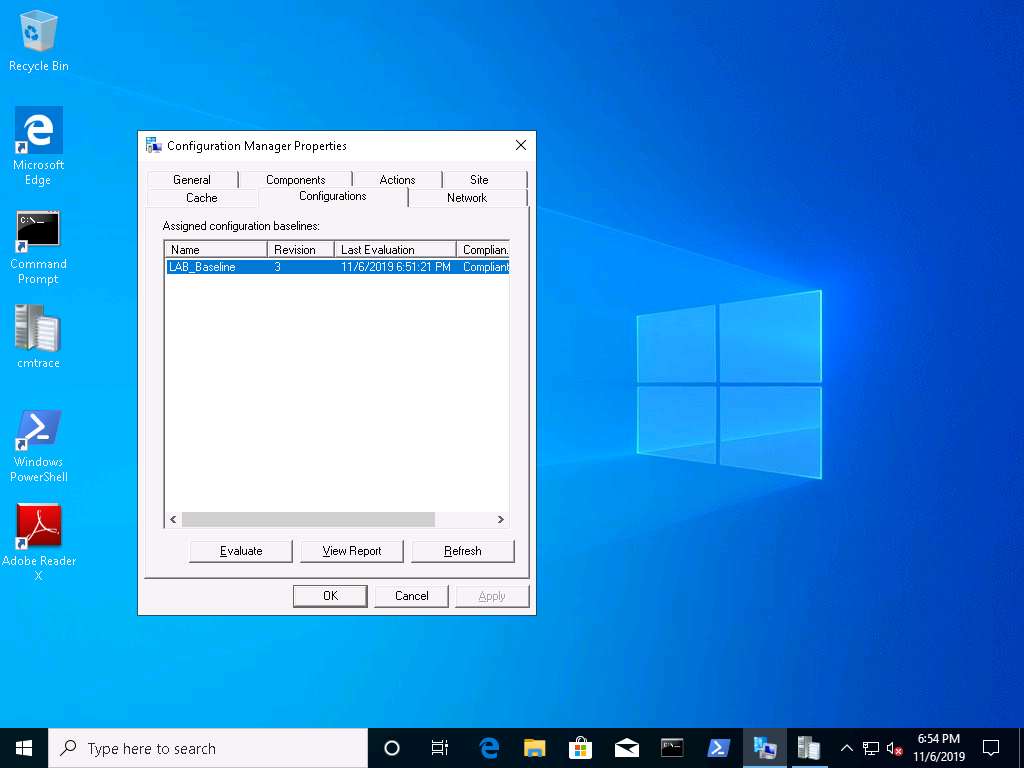 Recycle Bin
Microsoft
Edge
C:\._
Command
Prompt
cmtrace
Windows
PowerShell
Adobe Reader
X
Configuration Manager Properties
General Components Actions Site
Cache Configurations Network
Assigned configuration baselines:
Name Revision Last Evaluation Complian.
LAB_Baseline 3 11/6/2019 6:51:21 PM Compliant
Evaluate View Report Refresh
OK Cancel Apply
Type here to search
6:54 PM
11/6/2019